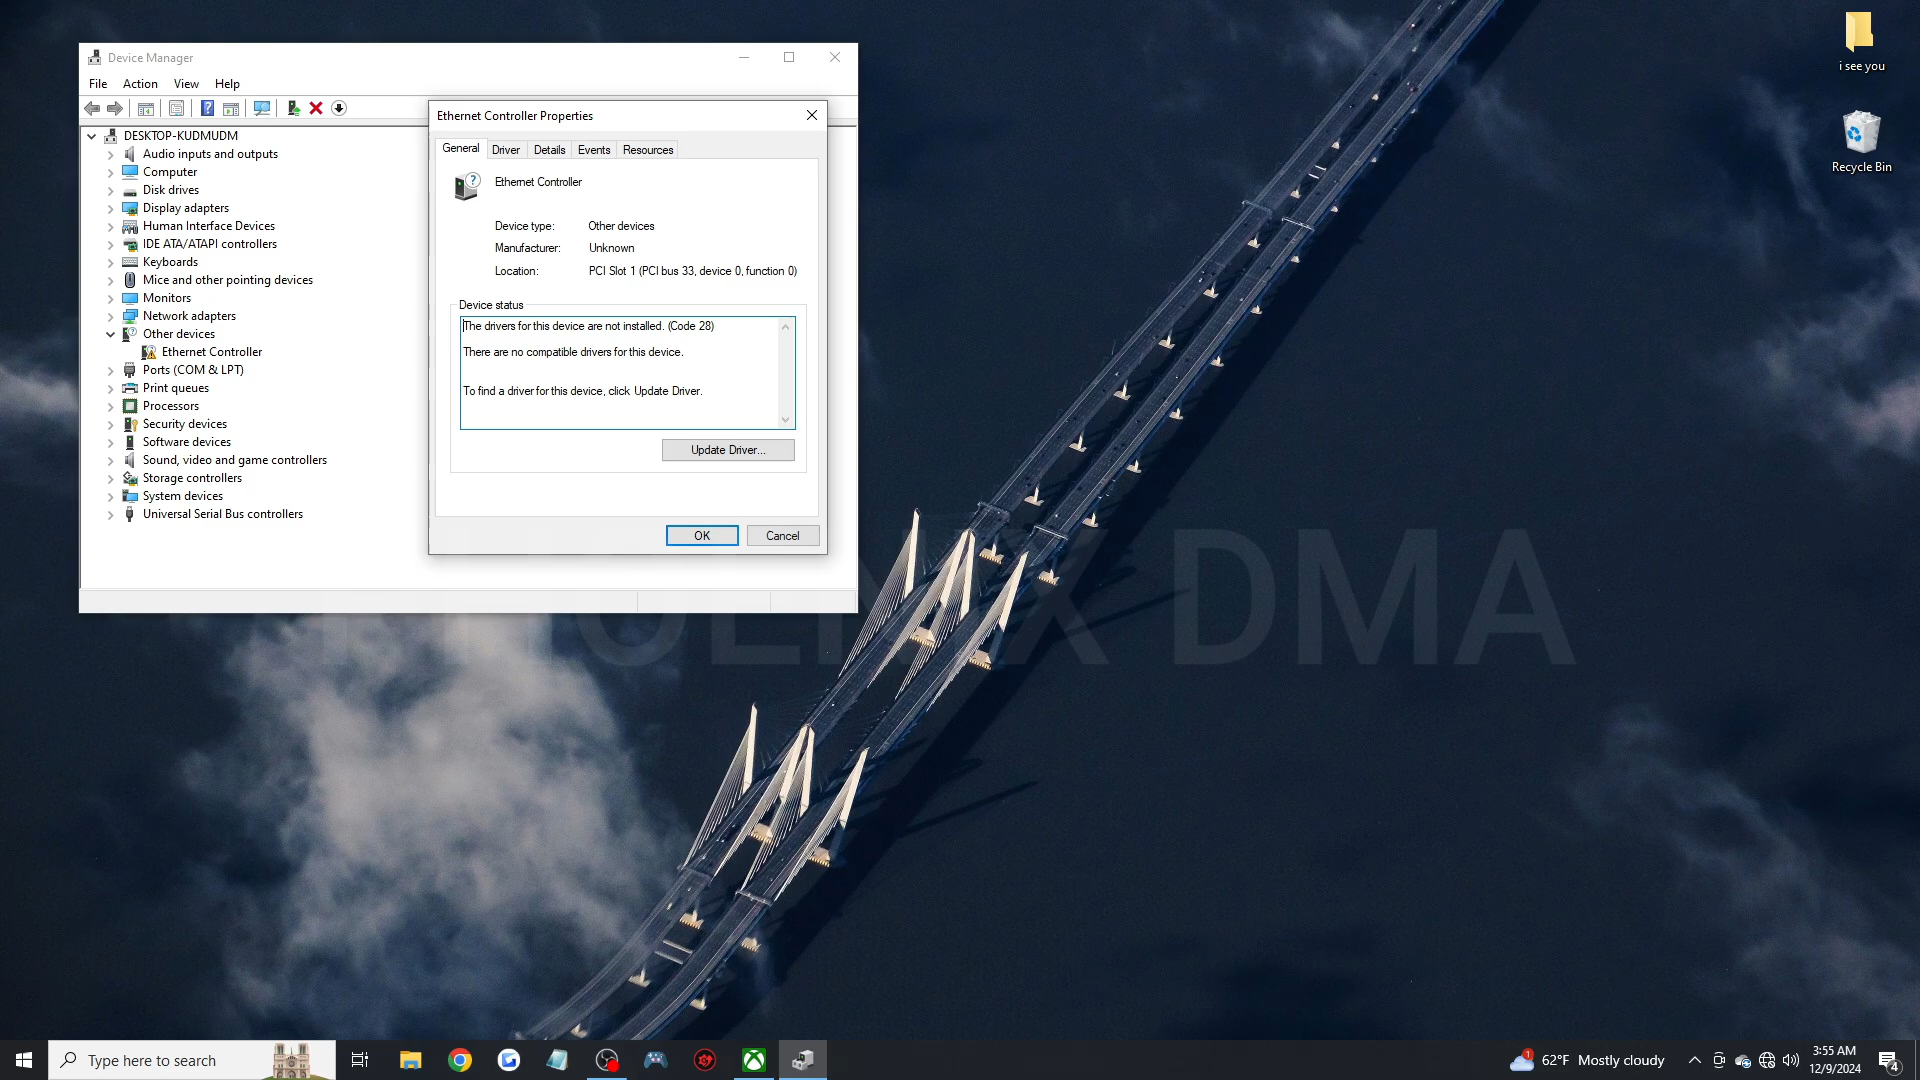 Device Manager
File Action View Help
DESKTOP-KUDMUDM
Audio inputs and outputs
Computer
Disk drives
Display adapters
Human Interface Devices
IDE ATA/ATAPI controllers
Keyboards
Mice and other pointing devices
Monitors
Network adapters
Other devices
Ethernet Controller
Ports (COM & LPT)
Print queues
Processors
Security devices
Software devices
Sound, video and game controllers
Storage controllers
System devices
Universal Serial Bus controllers
Ethernet Controller Properties
General Driver Details Events Resources
Ethernet Controller
Device type: Other devices
Manufacturer: Unknown
Location: PCI Slot 1 (PCI bus 33, device 0, function 0)
Device status
The drivers for this device are not installed. (Code 28)
There are no compatible drivers for this device.
To find a driver for this device, click Update Driver.
Update Driver...
OK Cancel
i see you
Recycle Bin
DMA
Type here to search
1
62°F Mostly cloudy
3:55 AM
12/9/2024
4